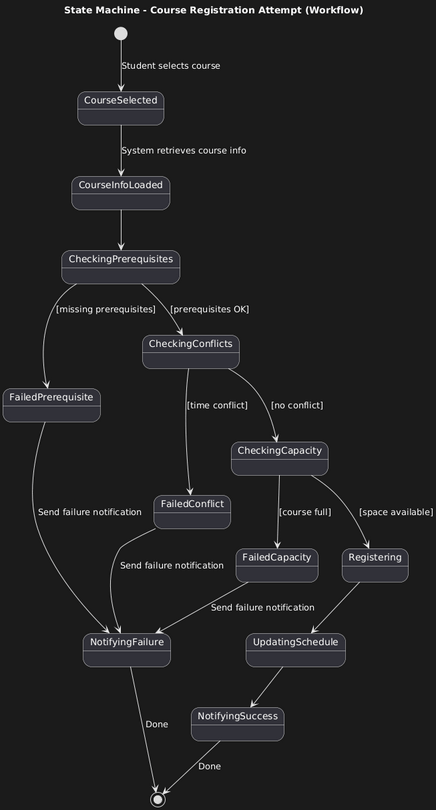 State Machine - Course Registration Attempt (Workflow)
Student selects course
CourseSelected
System retrieves course info
CourseInfoLoaded
CheckingPrerequisites
[missing prerequisites]
[prerequisites OK]
CheckingConflicts
FailedPrerequisite
[time conflict]
[no conflict]
CheckingCapacity
FailedConflict
[course full]
[space available]
Send failure notification
Send failure notification
FailedCapacity
Registering
Send failure notification
NotifyingFailure
UpdatingSchedule
NotifyingSuccess
Done
Done